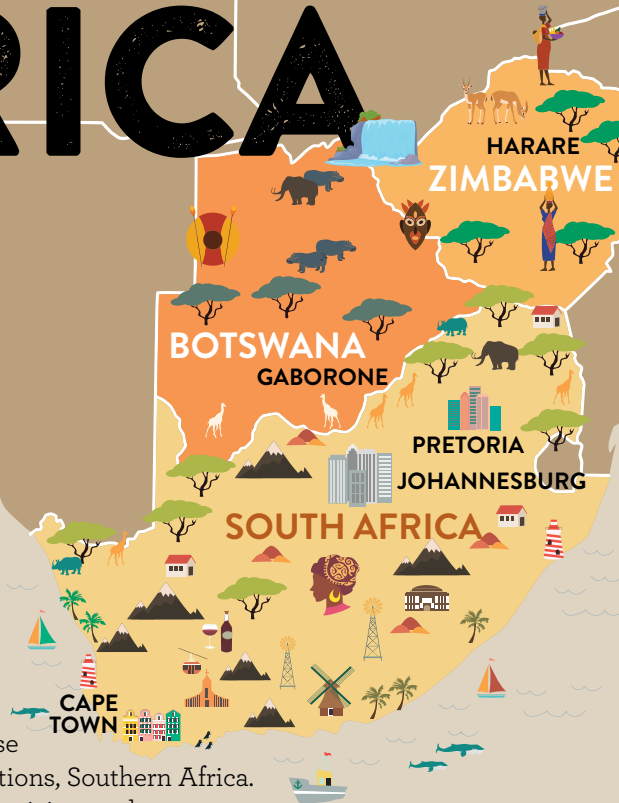 RICA
HARARE
ZIMBABWE
BOTSWANA
GABORONE
PRETORIA
JOHANNESBURG
SOUTH AFRICA
CAPE
TOWN
se
tions, Southern Africa.